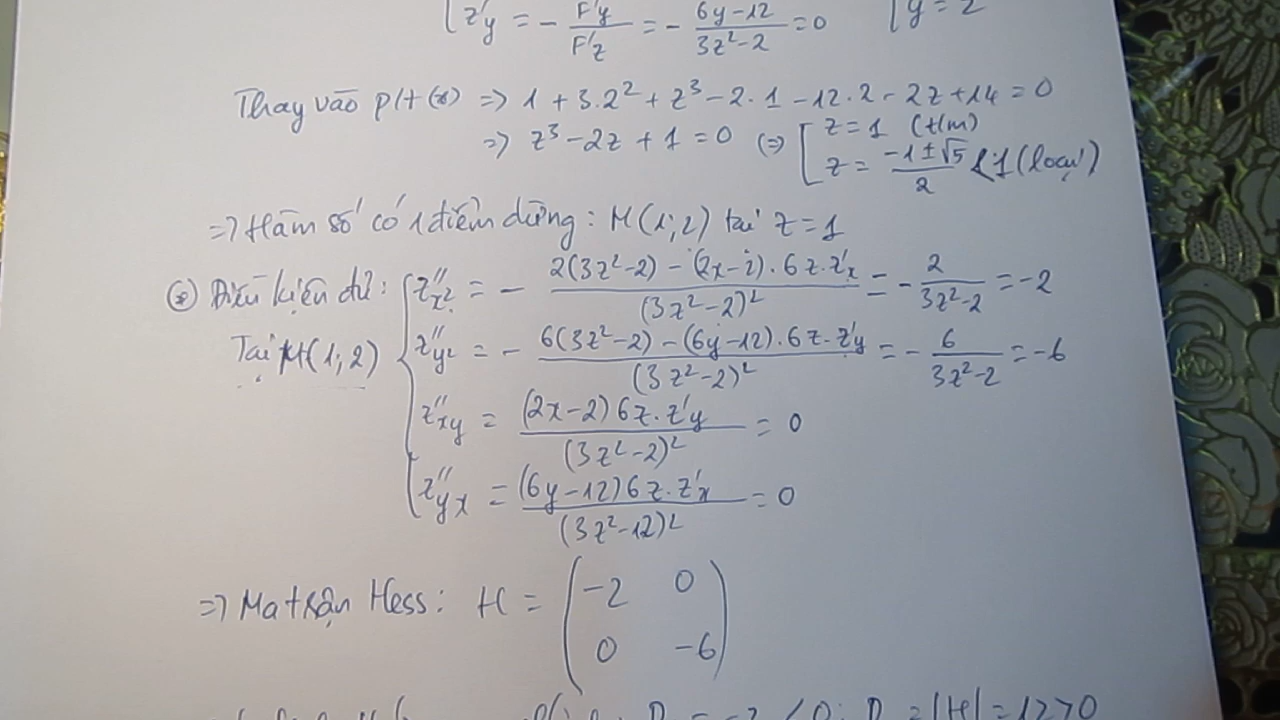 z'y = - F'y / F'z = - (6y-12) / (3z²-2) = 0 [y = 2
Thay vào p/t (*) => 1 + 3.2² + z³ - 2.1 - 12.2 - 2z + 14 = 0
=> z³ - 2z + 1 = 0 (=) [ z = 1 (t/m)
z = (-1 ± √5) / 2 < 1 (loại)
=> Hàm số có 1 điểm dừng: M(1;2) tại z = 1
(*) Điều kiện đủ: { z''x² = - (2(3z²-2) - (2x-2).6z.z'x) / (3z²-2)² = - 2 / (3z²-2) = -2
Tại M(1;2) z''y² = - (6(3z²-2) - (6y-12).6z.z'y) / (3z²-2)² = - 6 / (3z²-2) = -6
z''xy = (2x-2)6z.z'y / (3z²-2)² = 0
z''yx = (6y-12)6z.z'x / (3z²-12)² = 0
=> Ma trận Hess: H = ( -2 0
0 -6 )
= -2 < 0; D = |H| = 12 > 0